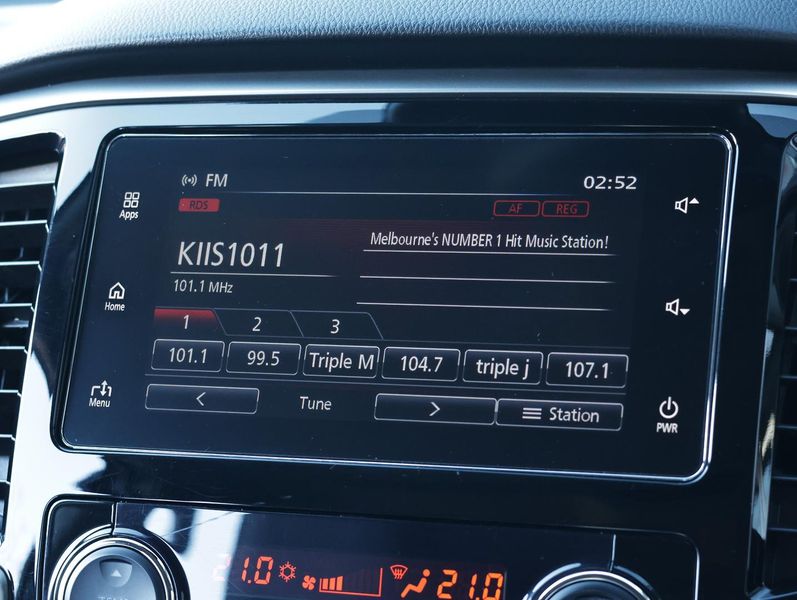 FM
02:52
RDS
AF
REG
Apps
KIIS1011
Melbourne's NUMBER 1 Hit Music Station!
101.1 MHz
Home
1
2
3
101.1
99.5
Triple M
104.7
triple j
107.1
Menu
<
Tune
>
Station
PWR
21.0
21.0
TEMP